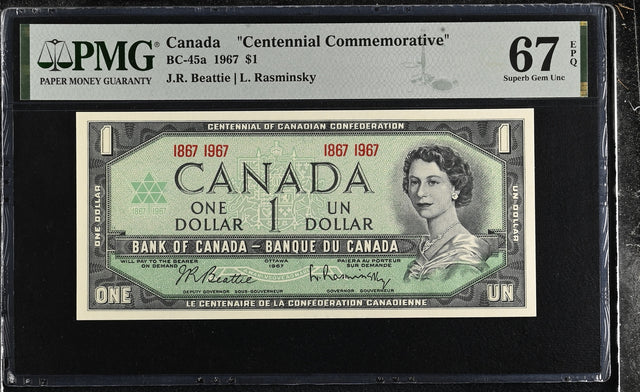 PMG
PAPER MONEY GUARANTY
Canada "Centennial Commemorative"
BC-45a 1967 $1
J.R. Beattie | L. Rasminsky
67 EPQ
Superb Gem Unc
CENTENNIAL OF CANADIAN CONFEDERATION
1 1867 1967 1867 1967 1
CANADA
1867 1967
ONE DOLLAR 1 UN DOLLAR
ONE DOLLAR
UN DOLLAR
BANK OF CANADA – BANQUE DU CANADA
WILL PAY TO THE BEARER ON DEMAND
OTTAWA 1967
PAIERA AU PORTEUR SUR DEMANDE
J.R. Beattie L. Rasminsky
DEPUTY GOVERNOR SOUS-GOUVERNEUR GOVERNOR GOUVERNEUR
ONE UN
LE CENTENAIRE DE LA CONFÉDÉRATION CANADIENNE